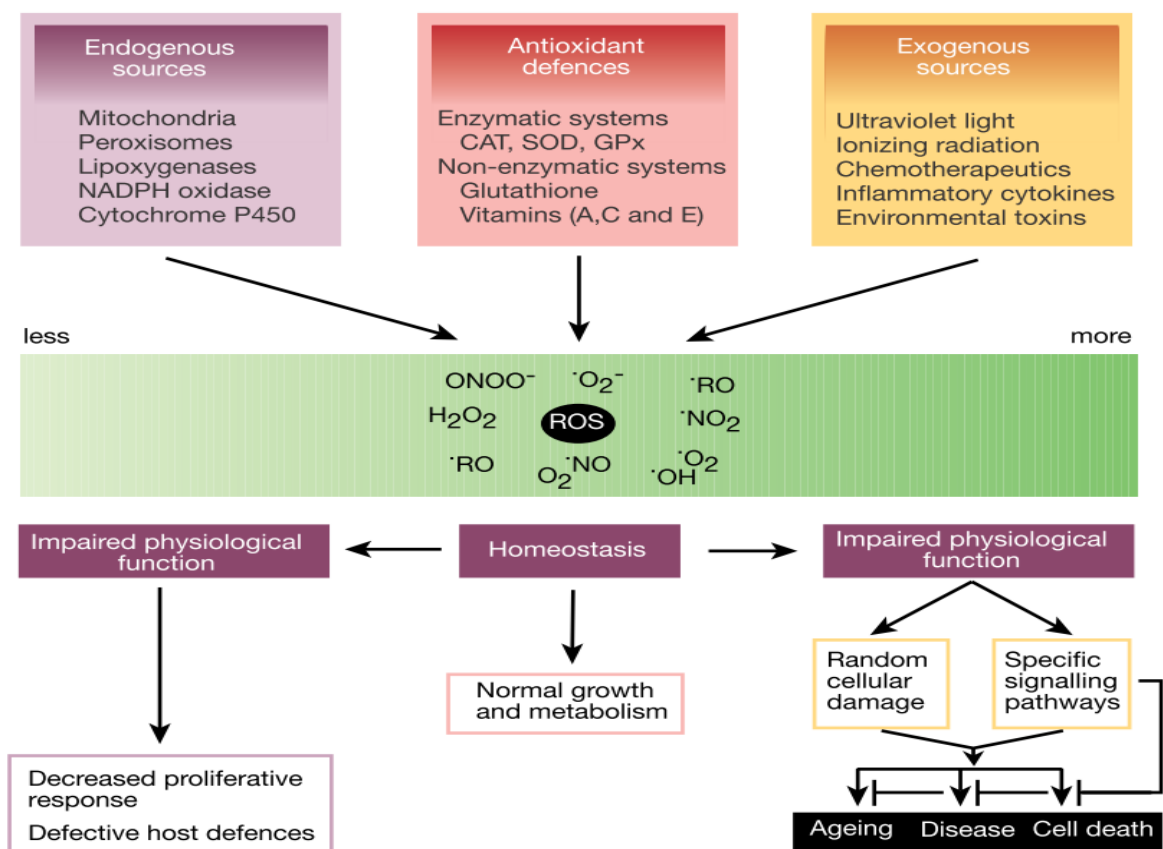 Endogenous
sources
Mitochondria
Peroxisomes
Lipoxygenases
NADPH oxidase
Cytochrome P450
Antioxidant
defences
Enzymatic systems
CAT, SOD, GPx
Non-enzymatic systems
Glutathione
Vitamins (A,C and E)
Exogenous
sources
Ultraviolet light
Ionizing radiation
Chemotherapeutics
Inflammatory cytokines
Environmental toxins
less
more
ONOO⁻
˙O₂⁻
˙RO
H₂O₂
ROS
˙NO₂
˙RO
O₂
˙NO
˙OH
˙O₂
Impaired physiological
function
Homeostasis
Impaired physiological
function
Normal growth
and metabolism
Random
cellular
damage
Specific
signalling
pathways
Decreased proliferative
response
Defective host defences
Ageing
Disease
Cell death